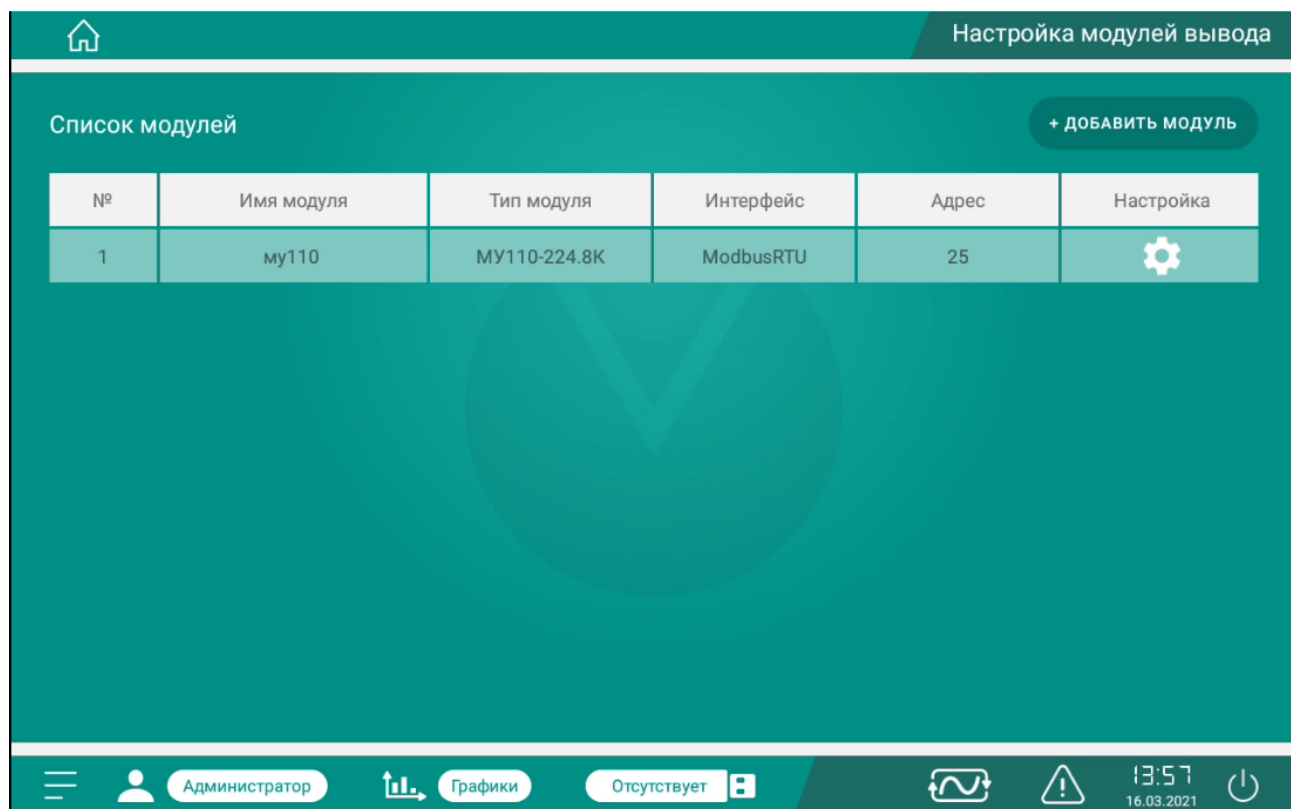 Настройка модулей вывода
Список модулей
+ ДОБАВИТЬ МОДУЛЬ
№ Имя модуля Тип модуля Интерфейс Адрес Настройка
1 му110 МУ110-224.8К ModbusRTU 25
Администратор Графики Отсутствует 13:57
16.03.2021